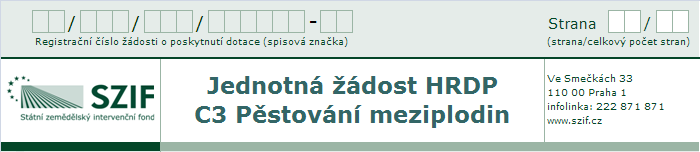 / / / - Strana /
Registrační číslo žádosti o poskytnutí dotace (spisová značka) (strana/celkový počet stran)
SZIF
Státní zemědělský intervenční fond
Jednotná žádost HRDP
C3 Pěstování meziplodin
Ve Smečkách 33
110 00 Praha 1
infolinka: 222 871 871
www.szif.cz